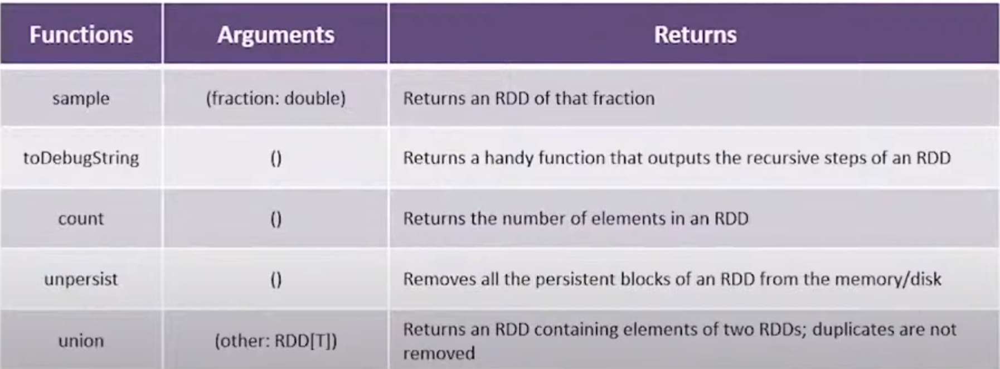 Functions Arguments Returns
sample (fraction: double) Returns an RDD of that fraction
toDebugString () Returns a handy function that outputs the recursive steps of an RDD
count () Returns the number of elements in an RDD
unpersist () Removes all the persistent blocks of an RDD from the memory/disk
union (other: RDD[T]) Returns an RDD containing elements of two RDDs; duplicates are not
removed